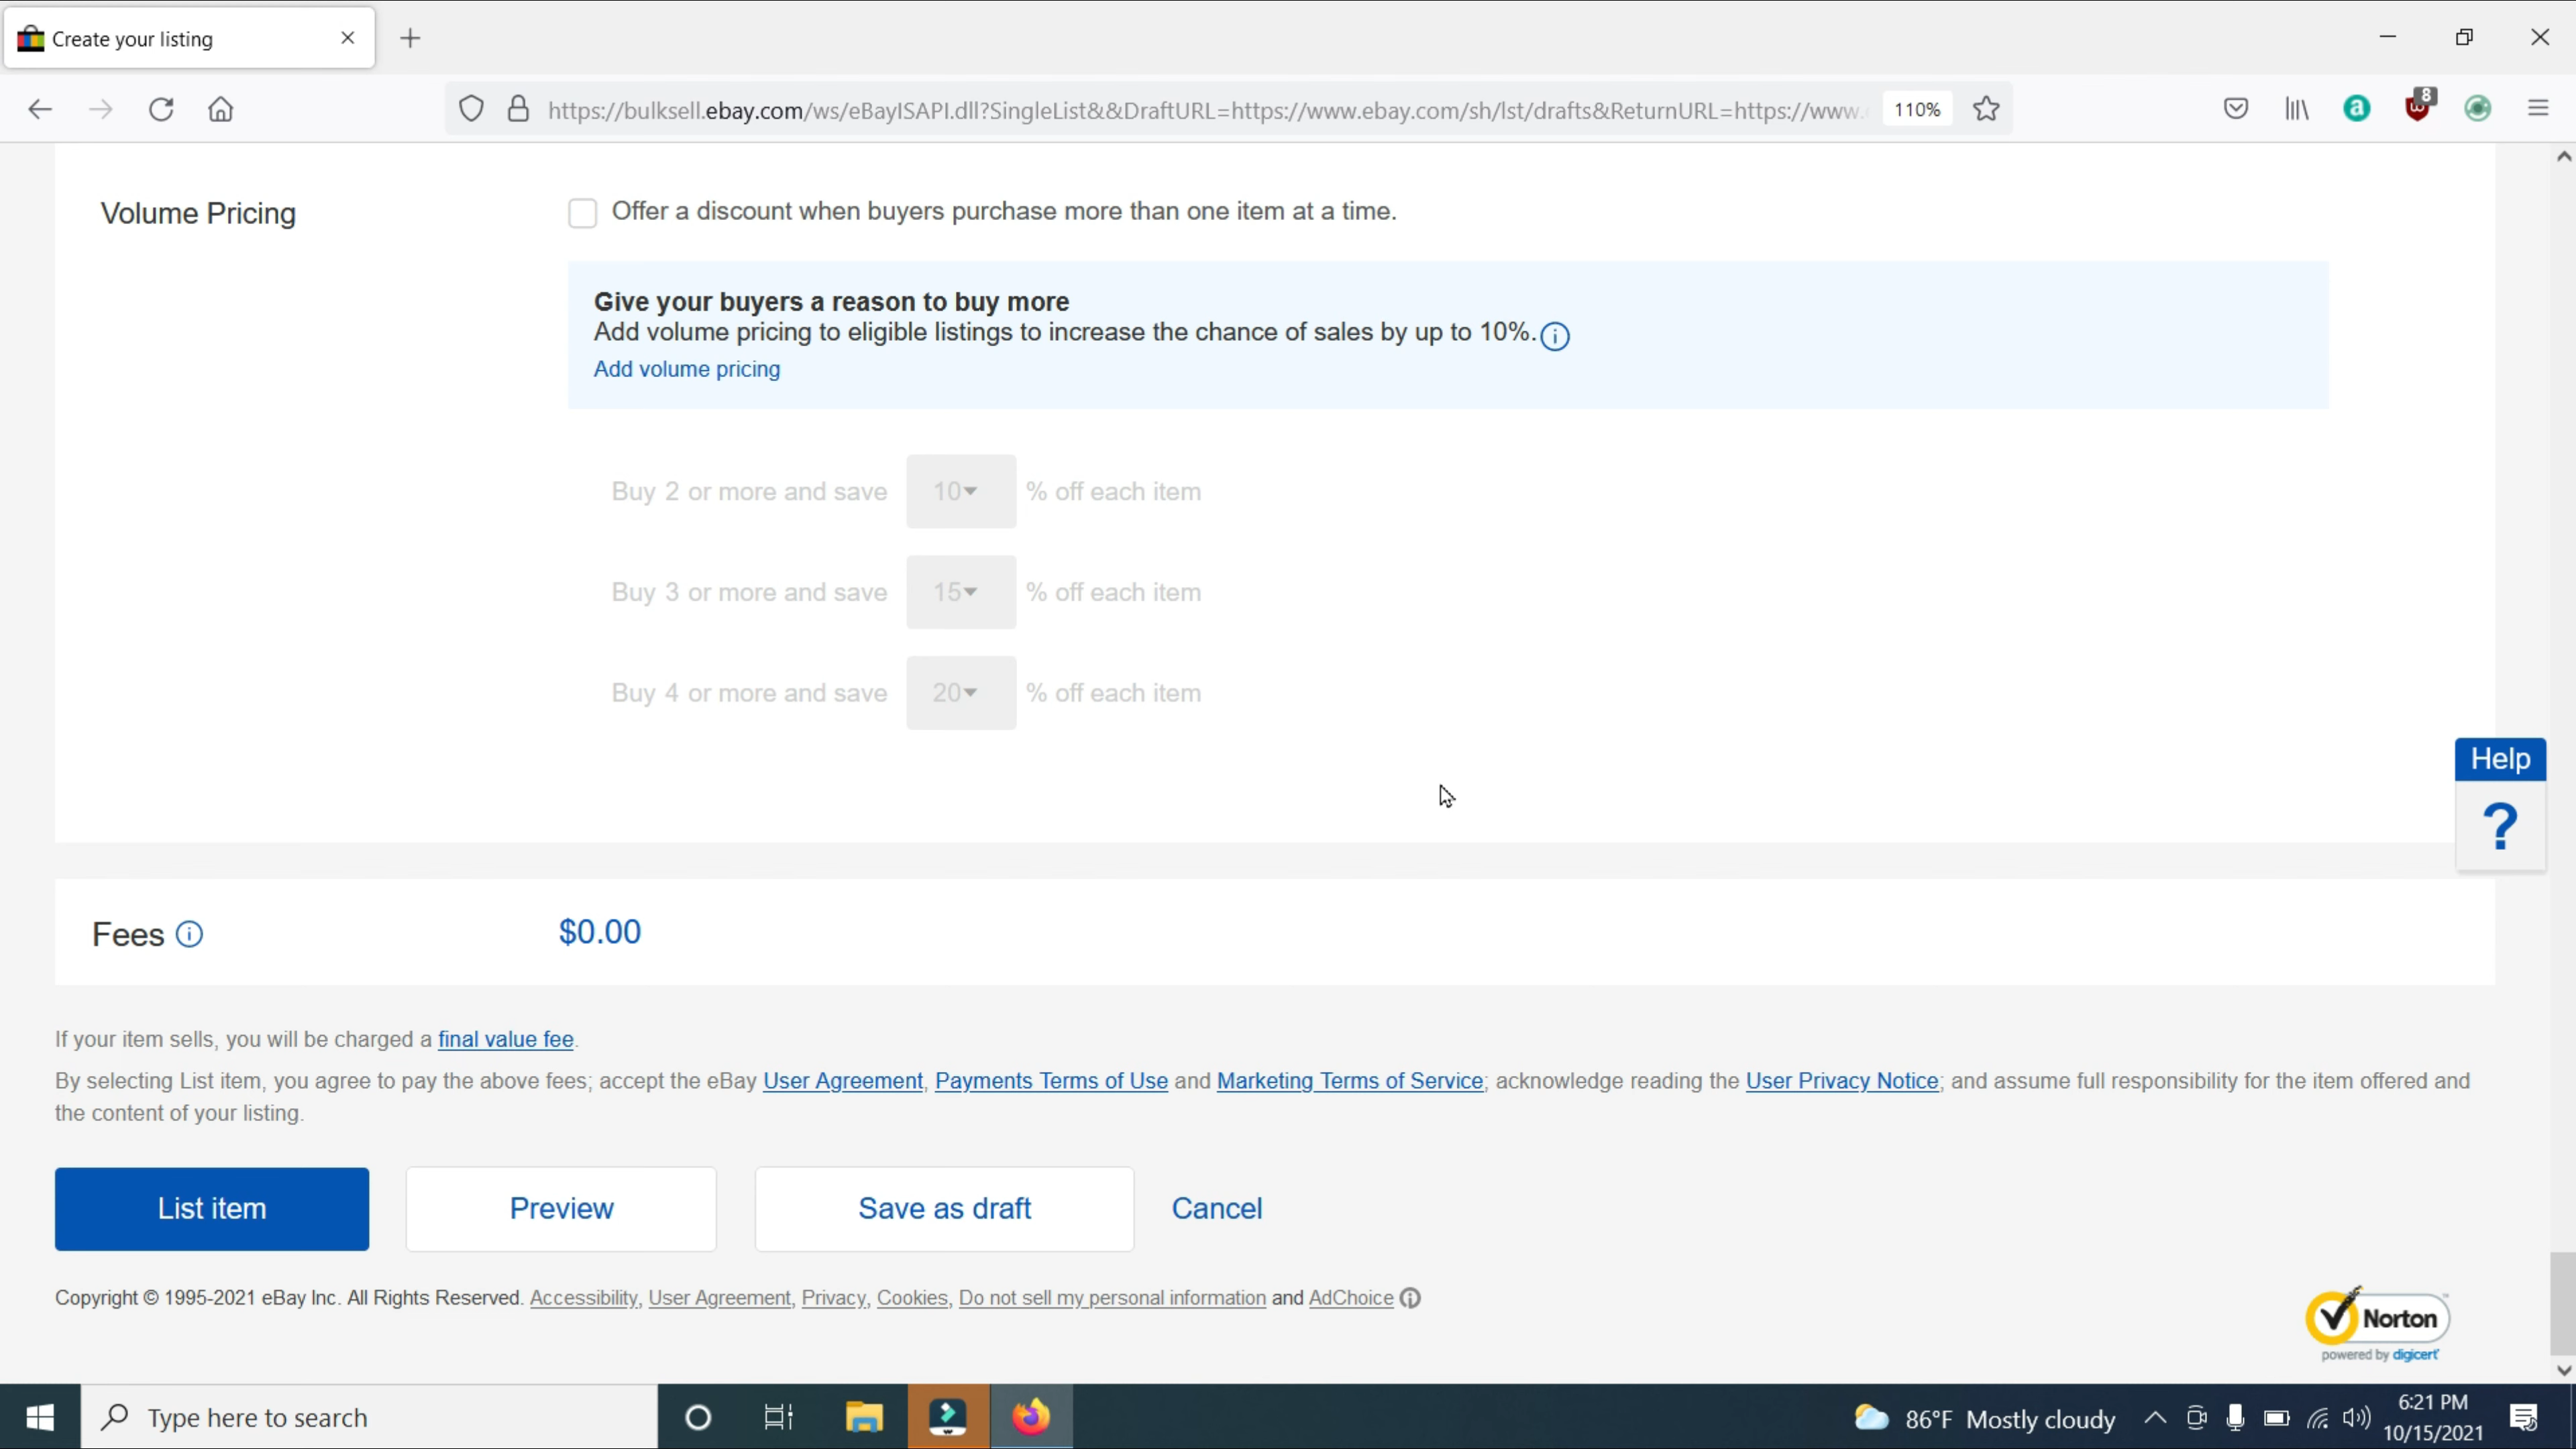 Create your listing
https://bulksell.ebay.com/ws/eBayISAPI.dll?SingleList&&DraftURL=https://www.ebay.com/sh/lst/drafts&ReturnURL=https://www.
110%
8
Volume Pricing
Offer a discount when buyers purchase more than one item at a time.
Give your buyers a reason to buy more
Add volume pricing to eligible listings to increase the chance of sales by up to 10%.
Add volume pricing
Buy 2 or more and save 10 % off each item
Buy 3 or more and save 15 % off each item
Buy 4 or more and save 20 % off each item
Help
?
Fees $0.00
If your item sells, you will be charged a final value fee.
By selecting List item, you agree to pay the above fees; accept the eBay User Agreement, Payments Terms of Use and Marketing Terms of Service; acknowledge reading the User Privacy Notice; and assume full responsibility for the item offered and
the content of your listing.
List item Preview Save as draft Cancel
Copyright © 1995-2021 eBay Inc. All Rights Reserved. Accessibility, User Agreement, Privacy, Cookies, Do not sell my personal information and AdChoice
Norton
powered by digicert
Type here to search
86°F Mostly cloudy
6:21 PM
10/15/2021